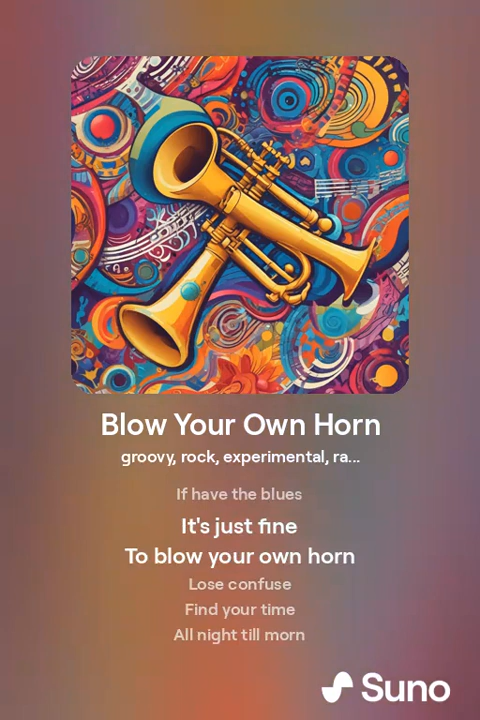 Blow Your Own Horn
groovy, rock, experimental, ra...
If have the blues
It's just fine
To blow your own horn
Lose confuse
Find your time
All night till morn
Suno